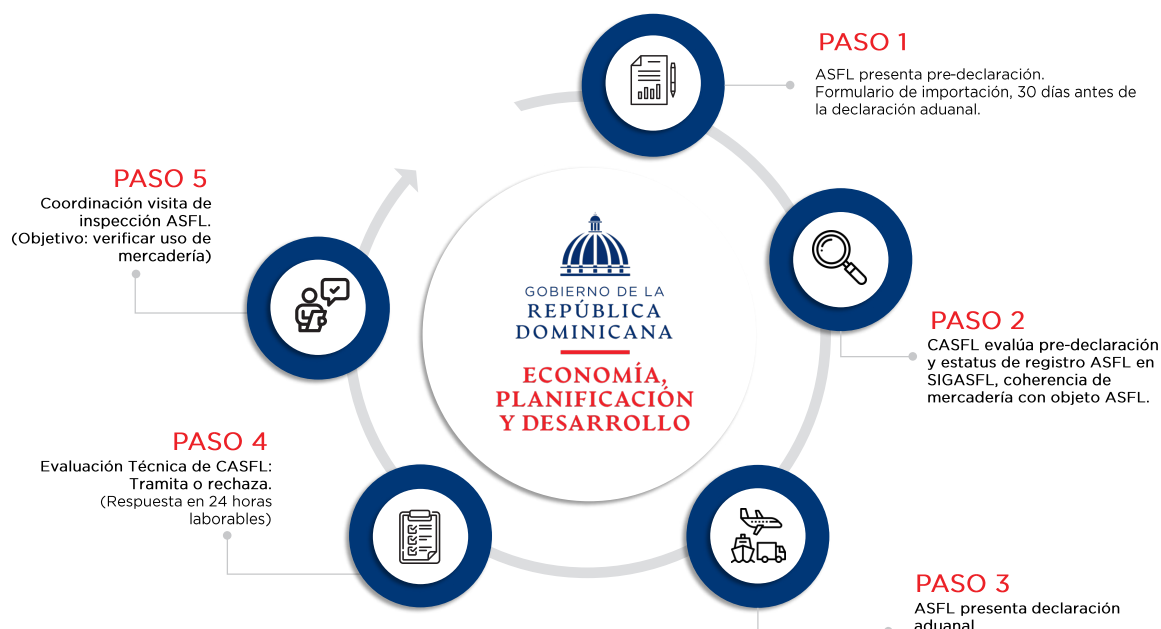 PASO 1
ASFL presenta pre-declaración.
Formulario de importación, 30 días antes de
la declaración aduanal.
PASO 2
CASFL evalúa pre-declaración
y estatus de registro ASFL en
SIGASFL, coherencia de
mercadería con objeto ASFL.
PASO 3
ASFL presenta declaración
aduanal
PASO 4
Evaluación Técnica de CASFL:
Tramita o rechaza.
(Respuesta en 24 horas
laborables)
PASO 5
Coordinación visita de
inspección ASFL.
(Objetivo: verificar uso de
mercadería)
GOBIERNO DE LA
REPÚBLICA
DOMINICANA
ECONOMÍA,
PLANIFICACIÓN
Y DESARROLLO